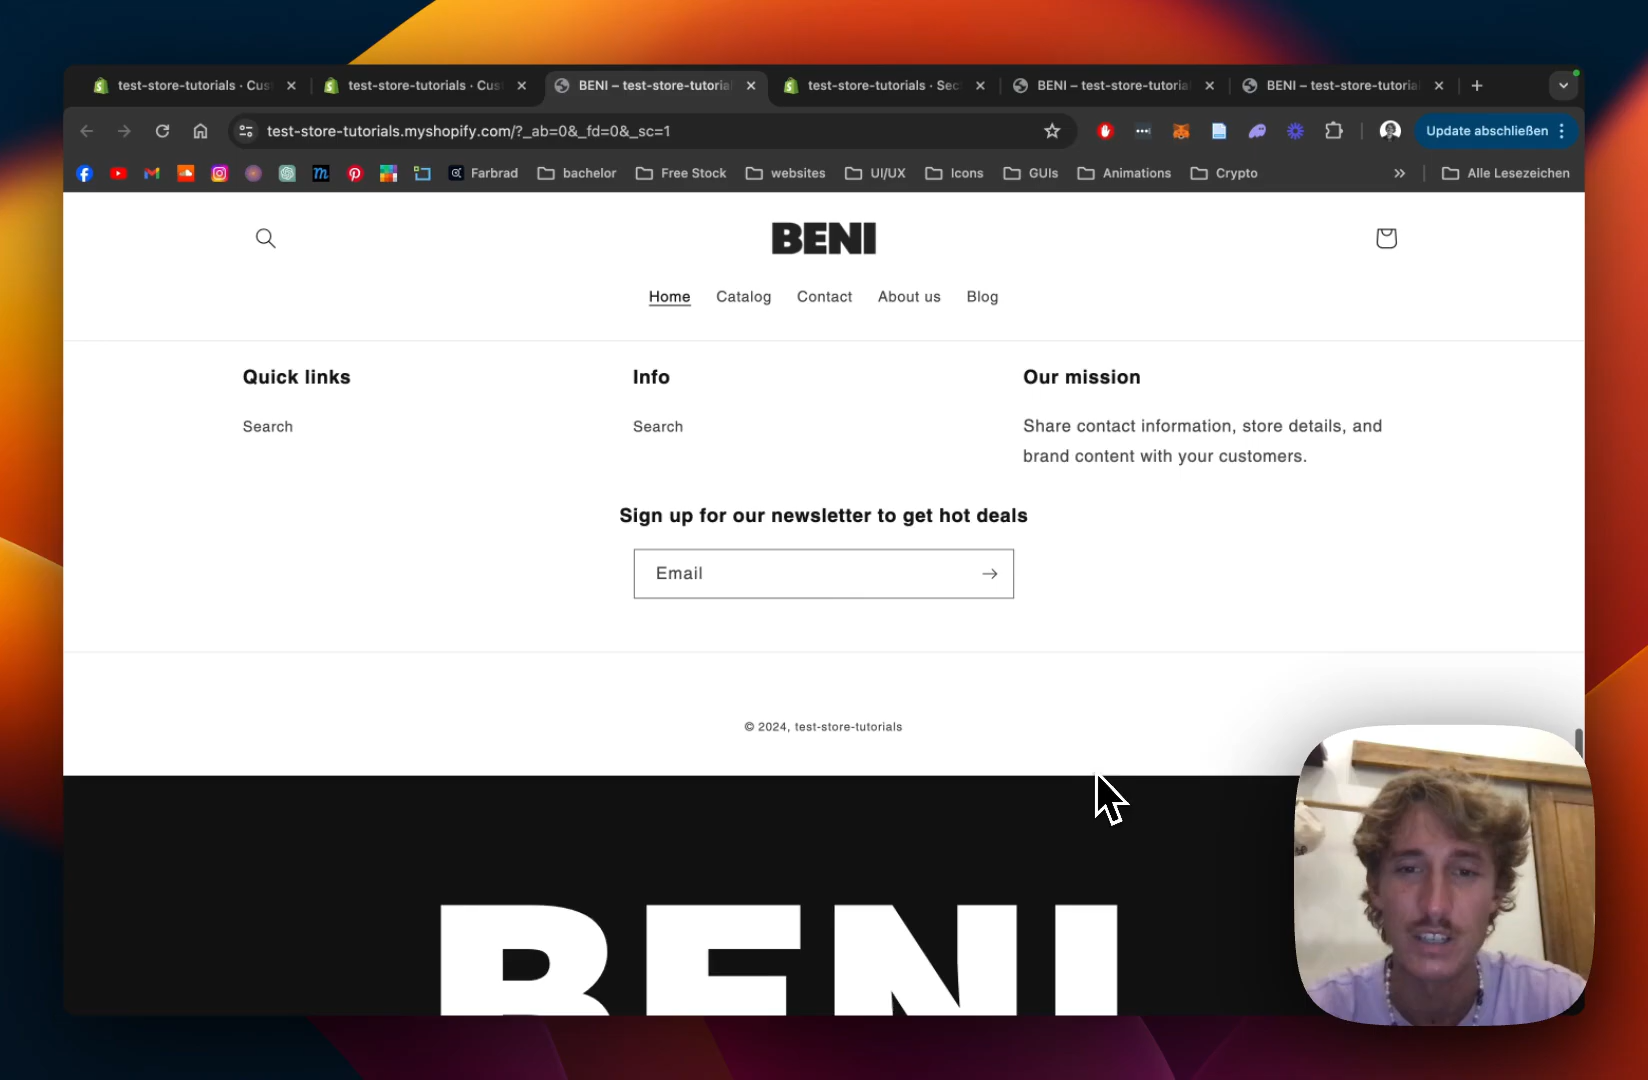 test-store-tutorials · Cus
test-store-tutorials · Cus
BENI – test-store-tutorial
test-store-tutorials · Sec
BENI – test-store-tutorial
BENI – test-store-tutorial
test-store-tutorials.myshopify.com/?_ab=0&_fd=0&_sc=1
Update abschließen
Farbrad
bachelor
Free Stock
websites
UI/UX
Icons
GUIs
Animations
Crypto
Alle Lesezeichen
BENI
Home Catalog Contact About us Blog
Quick links
Search
Info
Search
Our mission
Share contact information, store details, and
brand content with your customers.
Sign up for our newsletter to get hot deals
Email
© 2024, test-store-tutorials
BENI